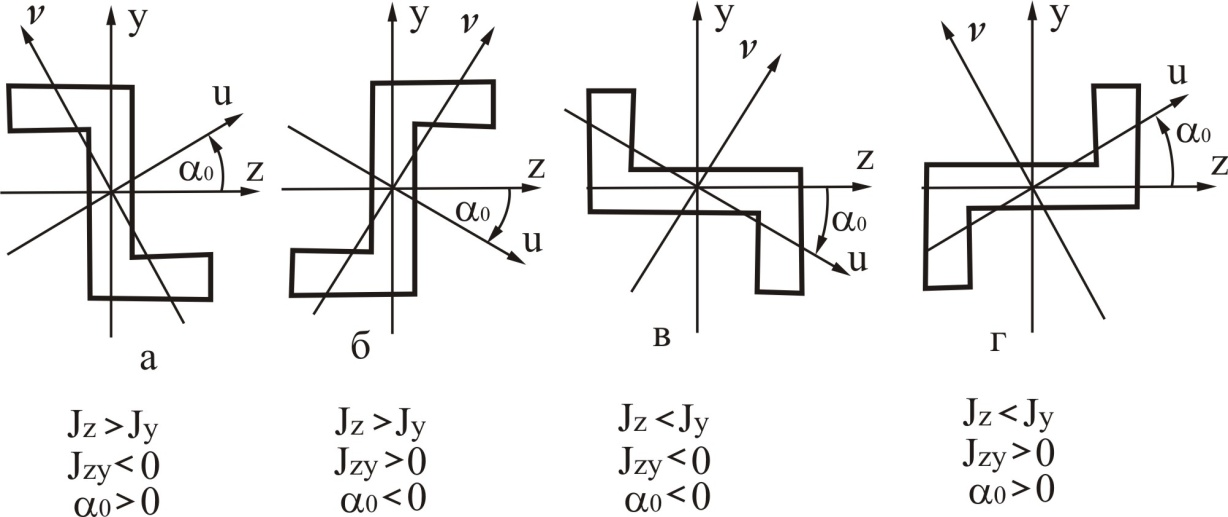 v y u z α₀
а
Jz > Jy
Jzy < 0
α₀ > 0
y v z α₀ u
б
Jz > Jy
Jzy > 0
α₀ < 0
y v z α₀ u
в
Jz < Jy
Jzy < 0
α₀ < 0
v y u α₀ z
г
Jz < Jy
Jzy > 0
α₀ > 0